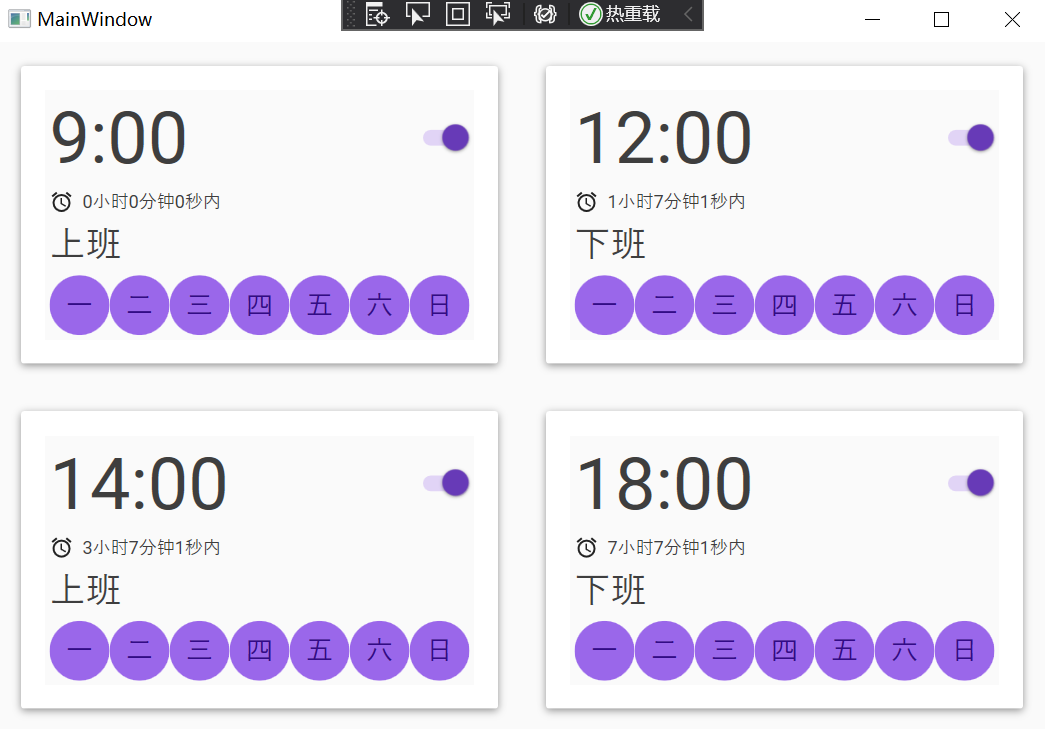 MainWindow
热重载
9:00
0小时0分钟0秒内
上班
一 二 三 四 五 六 日
12:00
1小时7分钟1秒内
下班
一 二 三 四 五 六 日
14:00
3小时7分钟1秒内
上班
一 二 三 四 五 六 日
18:00
7小时7分钟1秒内
下班
一 二 三 四 五 六 日